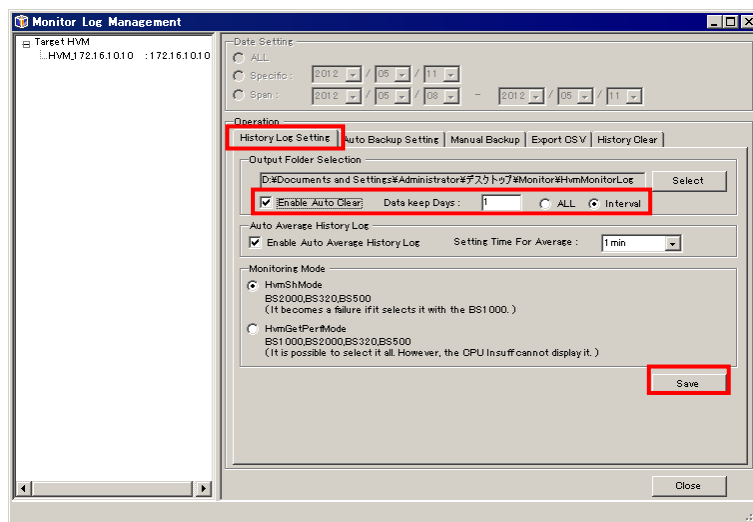 Monitor Log Management
Target HVM
HVM_172.16.10.10 : 172.16.10.10
Date Setting
ALL
Specific : 2012 / 05 / 11
Span : 2012 / 05 / 08 - 2012 / 05 / 11
Operation
History Log Setting Auto Backup Setting Manual Backup Export CSV History Clear
Output Folder Selection
D:¥Documents and Settings¥Administrator¥デスクトップ¥Monitor¥HvmMonitorLog Select
Enable Auto Clear Data keep Days : 1 ALL Interval
Auto Average History Log
Enable Auto Average History Log Setting Time For Average : 1 min
Monitoring Mode
HvmShMode
BS2000,BS320,BS500
(It becomes a failure if it selects it with the BS1000. )
HvmGetPerfMode
BS1000,BS2000,BS320,BS500
(It is possible to select it all. However, the CPU Insuff cannot display it. )
Save
Close